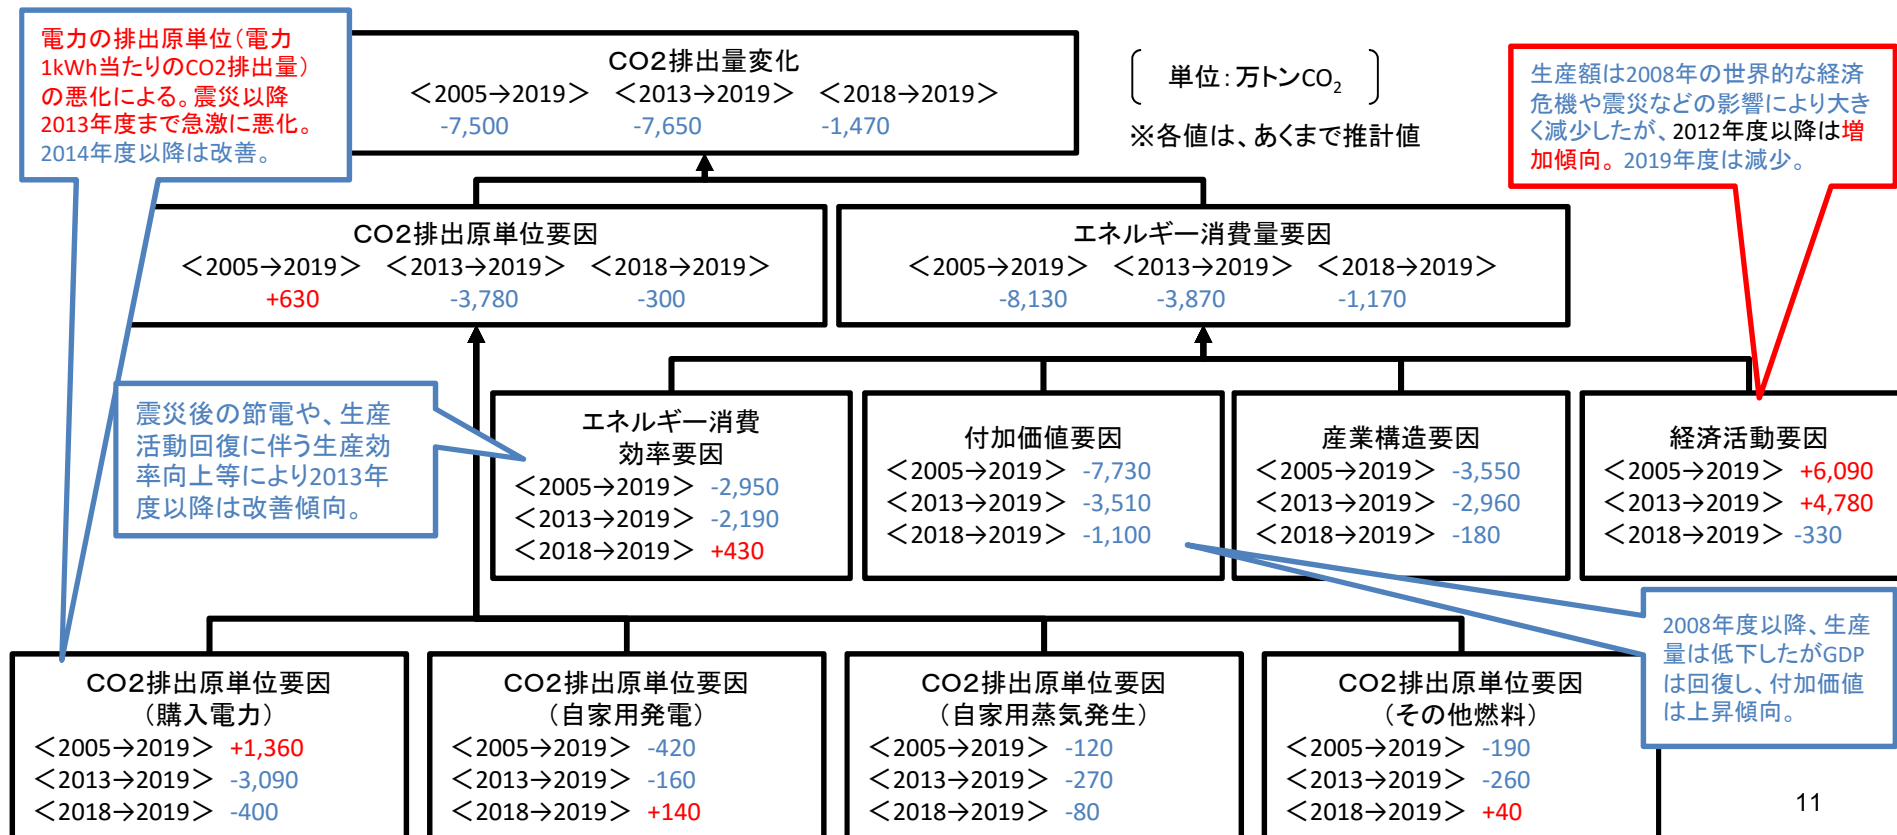 電力の排出原単位（電力
1kWh当たりのCO2排出量）
の悪化による。震災以降
2013年度まで急激に悪化。
2014年度以降は改善。
CO2排出量変化
＜2005→2019＞ ＜2013→2019＞ ＜2018→2019＞
-7,500 -7,650 -1,470
単位：万トンCO₂
※各値は、あくまで推計値
生産額は2008年の世界的な経済
危機や震災などの影響により大き
く減少したが、2012年度以降は増
加傾向。2019年度は減少。
CO2排出原単位要因
＜2005→2019＞ ＜2013→2019＞ ＜2018→2019＞
+630 -3,780 -300
エネルギー消費量要因
＜2005→2019＞ ＜2013→2019＞ ＜2018→2019＞
-8,130 -3,870 -1,170
震災後の節電や、生産
活動回復に伴う生産効
率向上等により2013年
度以降は改善傾向。
エネルギー消費
効率要因
＜2005→2019＞ -2,950
＜2013→2019＞ -2,190
＜2018→2019＞ +430
付加価値要因
＜2005→2019＞ -7,730
＜2013→2019＞ -3,510
＜2018→2019＞ -1,100
産業構造要因
＜2005→2019＞ -3,550
＜2013→2019＞ -2,960
＜2018→2019＞ -180
経済活動要因
＜2005→2019＞ +6,090
＜2013→2019＞ +4,780
＜2018→2019＞ -330
2008年度以降、生産
量は低下したがGDP
は回復し、付加価値
は上昇傾向。
CO2排出原単位要因
（購入電力）
＜2005→2019＞ +1,360
＜2013→2019＞ -3,090
＜2018→2019＞ -400
CO2排出原単位要因
（自家用発電）
＜2005→2019＞ -420
＜2013→2019＞ -160
＜2018→2019＞ +140
CO2排出原単位要因
（自家用蒸気発生）
＜2005→2019＞ -120
＜2013→2019＞ -270
＜2018→2019＞ -80
CO2排出原単位要因
（その他燃料）
＜2005→2019＞ -190
＜2013→2019＞ -260
＜2018→2019＞ +40
11